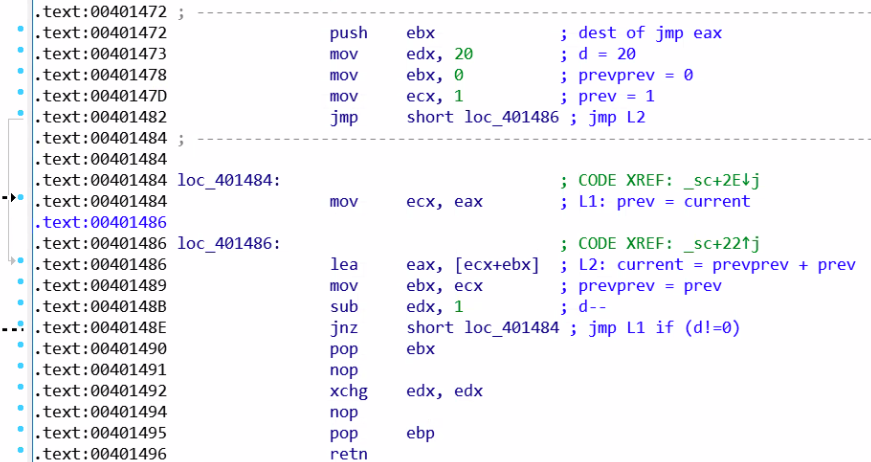 .text:00401472 ; ---------------------------------------------------------------------------
.text:00401472 push ebx ; dest of jmp eax
.text:00401473 mov edx, 20 ; d = 20
.text:00401478 mov ebx, 0 ; prevprev = 0
.text:0040147D mov ecx, 1 ; prev = 1
.text:00401482 jmp short loc_401486 ; jmp L2
.text:00401484 ; ---------------------------------------------------------------------------
.text:00401484
.text:00401484 loc_401484: ; CODE XREF: _sc+2E↓j
.text:00401484 mov ecx, eax ; L1: prev = current
.text:00401486
.text:00401486 loc_401486: ; CODE XREF: _sc+22↑j
.text:00401486 lea eax, [ecx+ebx] ; L2: current = prevprev + prev
.text:00401489 mov ebx, ecx ; prevprev = prev
.text:0040148B sub edx, 1 ; d--
.text:0040148E jnz short loc_401484 ; jmp L1 if (d!=0)
.text:00401490 pop ebx
.text:00401491 nop
.text:00401492 xchg edx, edx
.text:00401494 nop
.text:00401495 pop ebp
.text:00401496 retn